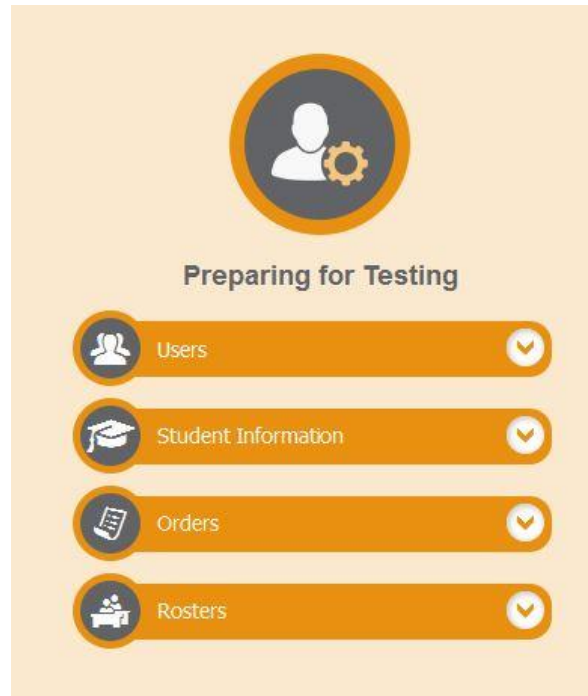 Preparing for Testing
Users
Student Information
Orders
Rosters